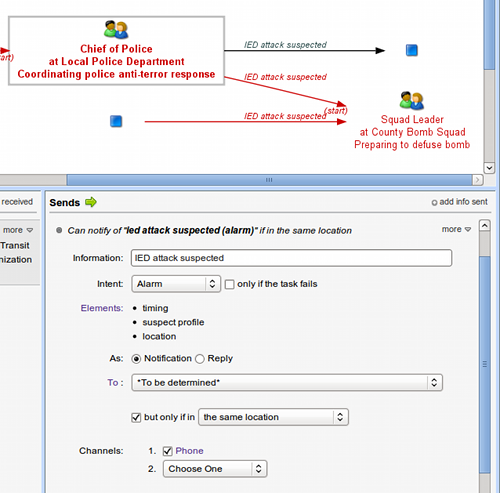 Chief of Police
at Local Police Department
Coordinating police anti-terror response
IED attack suspected
IED attack suspected
(start)
IED attack suspected
Squad Leader
at County Bomb Squad
Preparing to defuse bomb
received
Sends
add info sent
more
Transit
nization
Can notify of "Ied attack suspected (alarm)" if in the same location
more
Information:
IED attack suspected
Intent:
Alarm
only if the task fails
Elements:
• timing
• suspect profile
• location
As:
Notification
Reply
To :
*To be determined*
but only if in
the same location
Channels:
1.
Phone
2.
Choose One